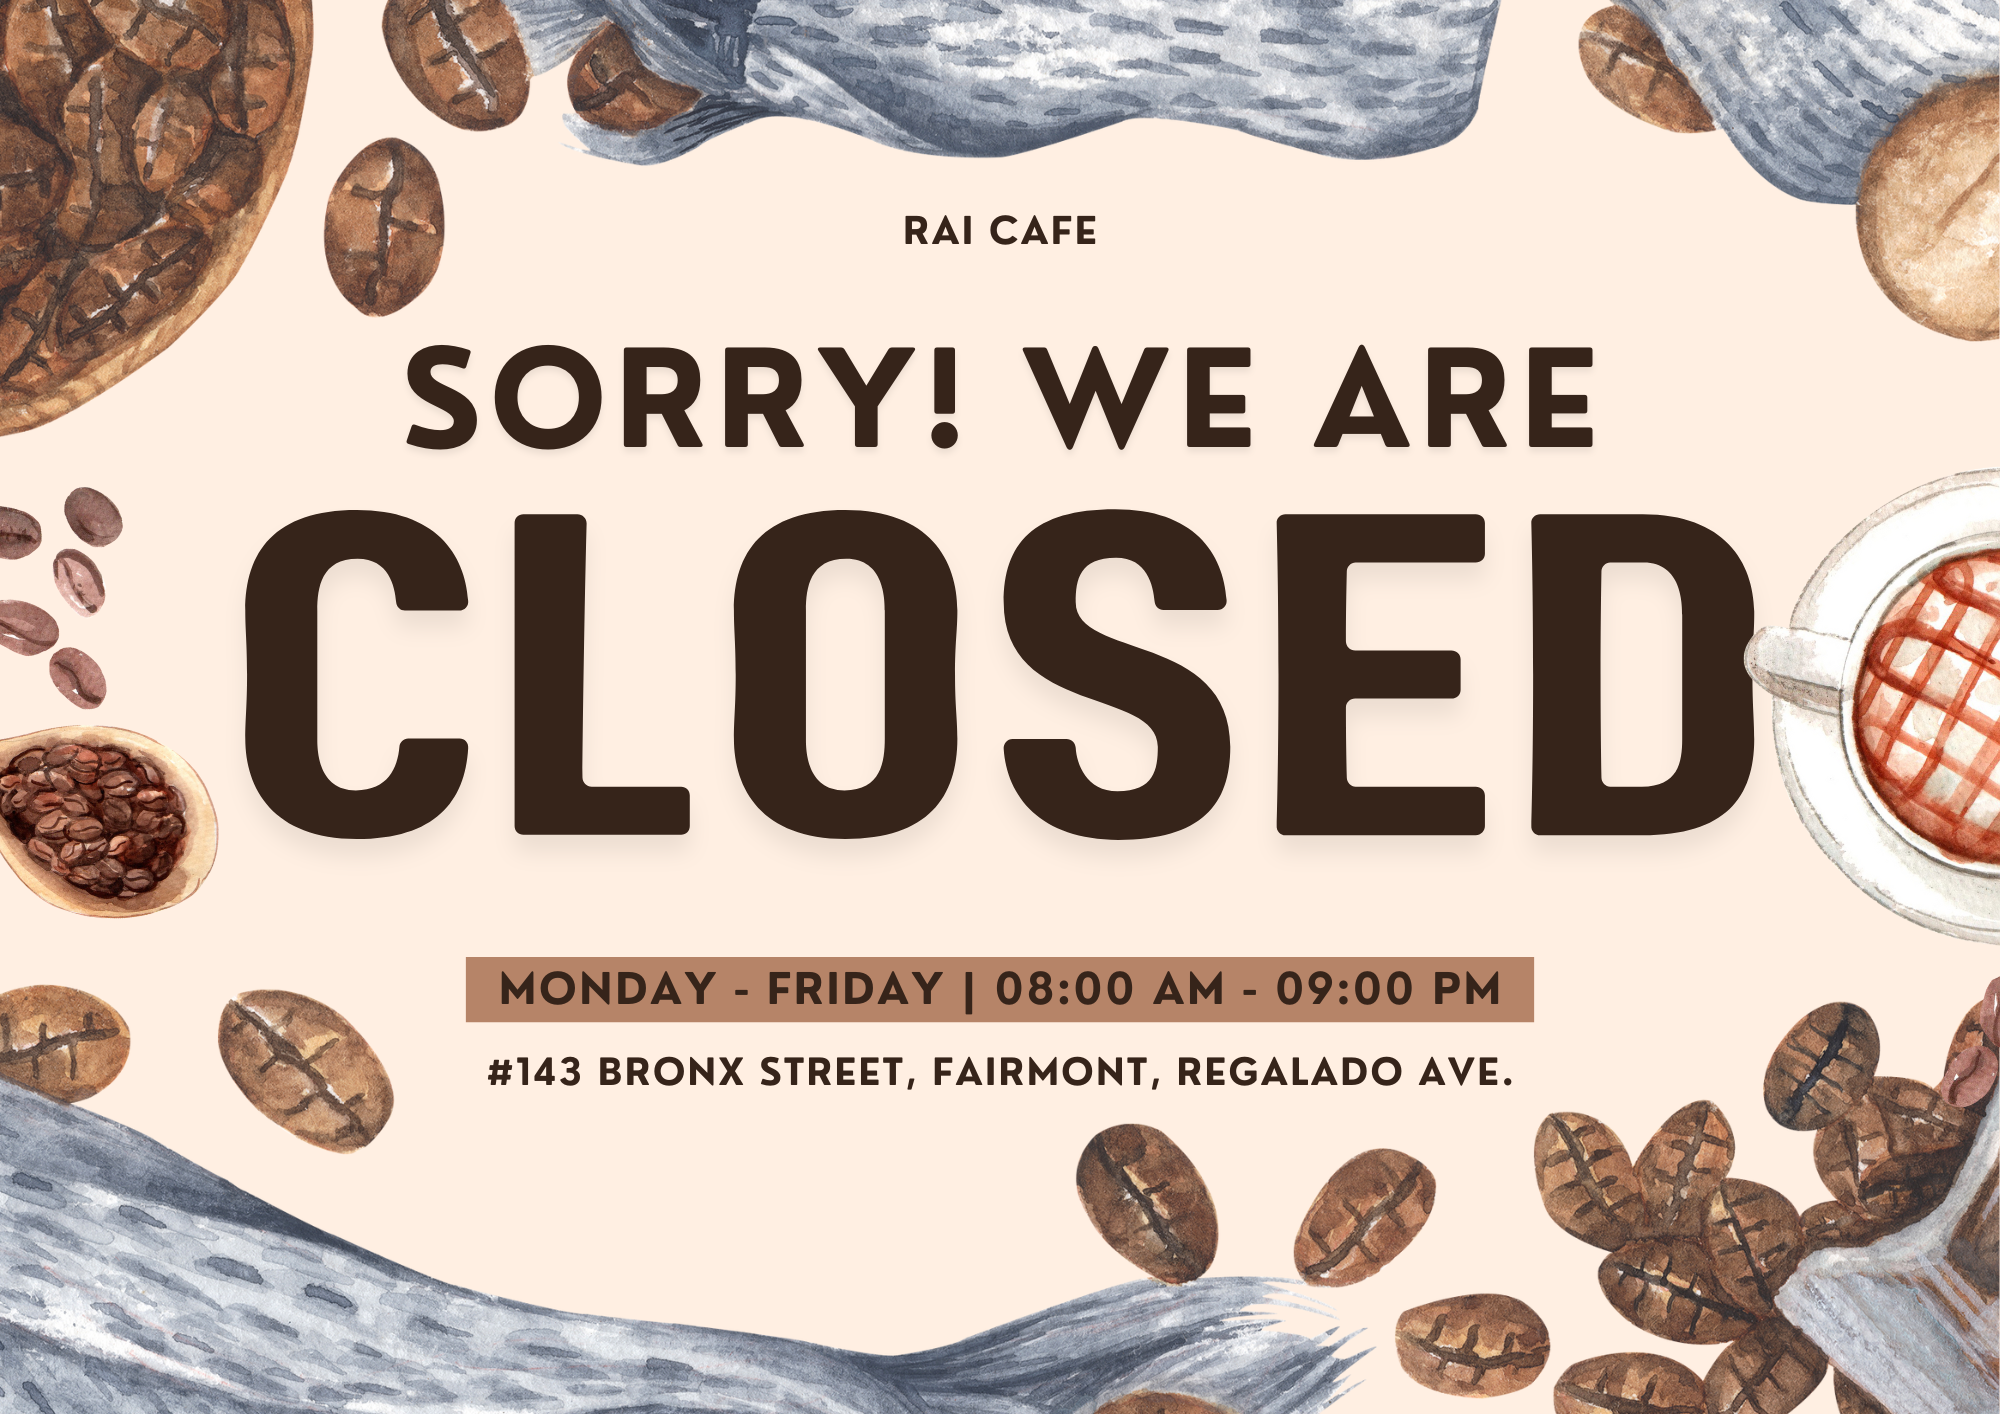 RAI CAFE
SORRY! WE ARE
CLOSED
MONDAY - FRIDAY | 08:00 AM - 09:00 PM
#143 BRONX STREET, FAIRMONT, REGALADO AVE.